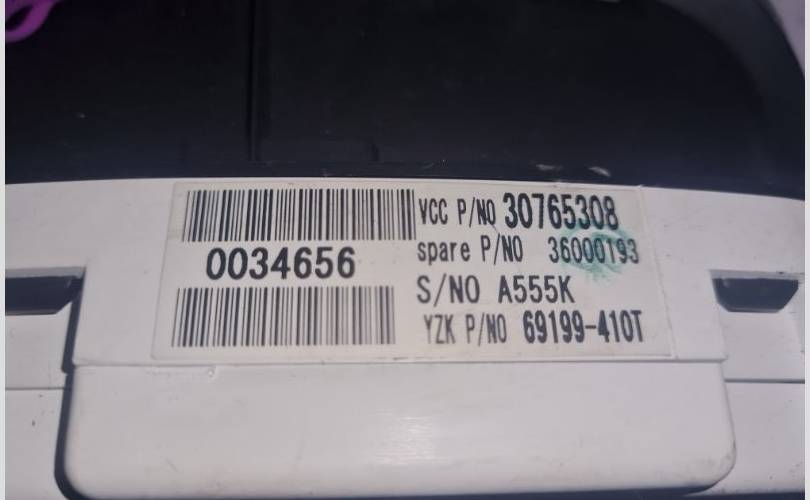 VCC P/NO 30765308
0034656
spare P/NO 36000193
S/NO A555K
YZK P/NO 69199-410T